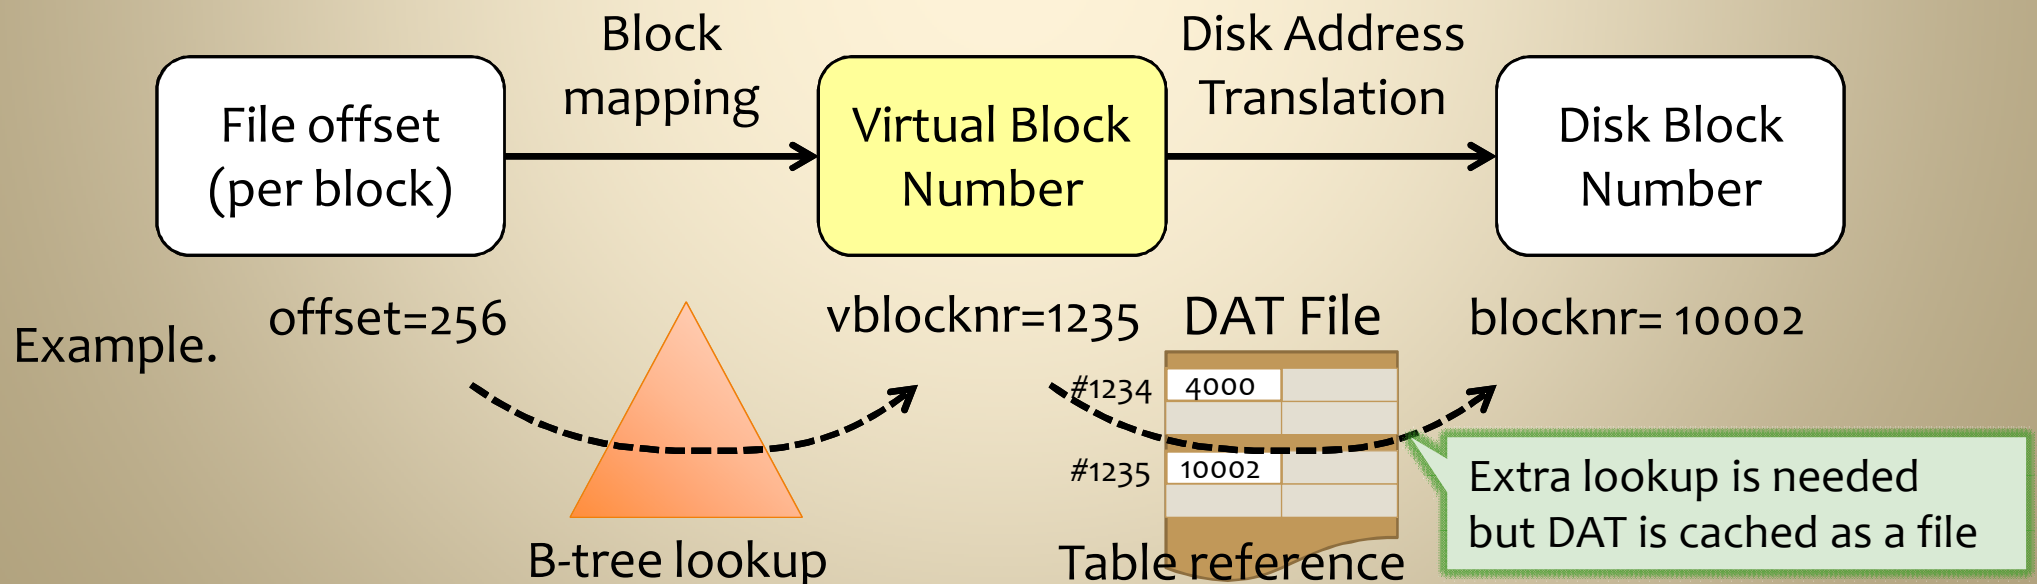 Block
mapping
Disk Address
Translation
File offset
(per block)
Virtual Block
Number
Disk Block
Number
Example.
offset=256
vblocknr=1235
DAT File
blocknr= 10002
#1234
4000
#1235
10002
Extra lookup is needed
but DAT is cached as a file
B-tree lookup
Table reference